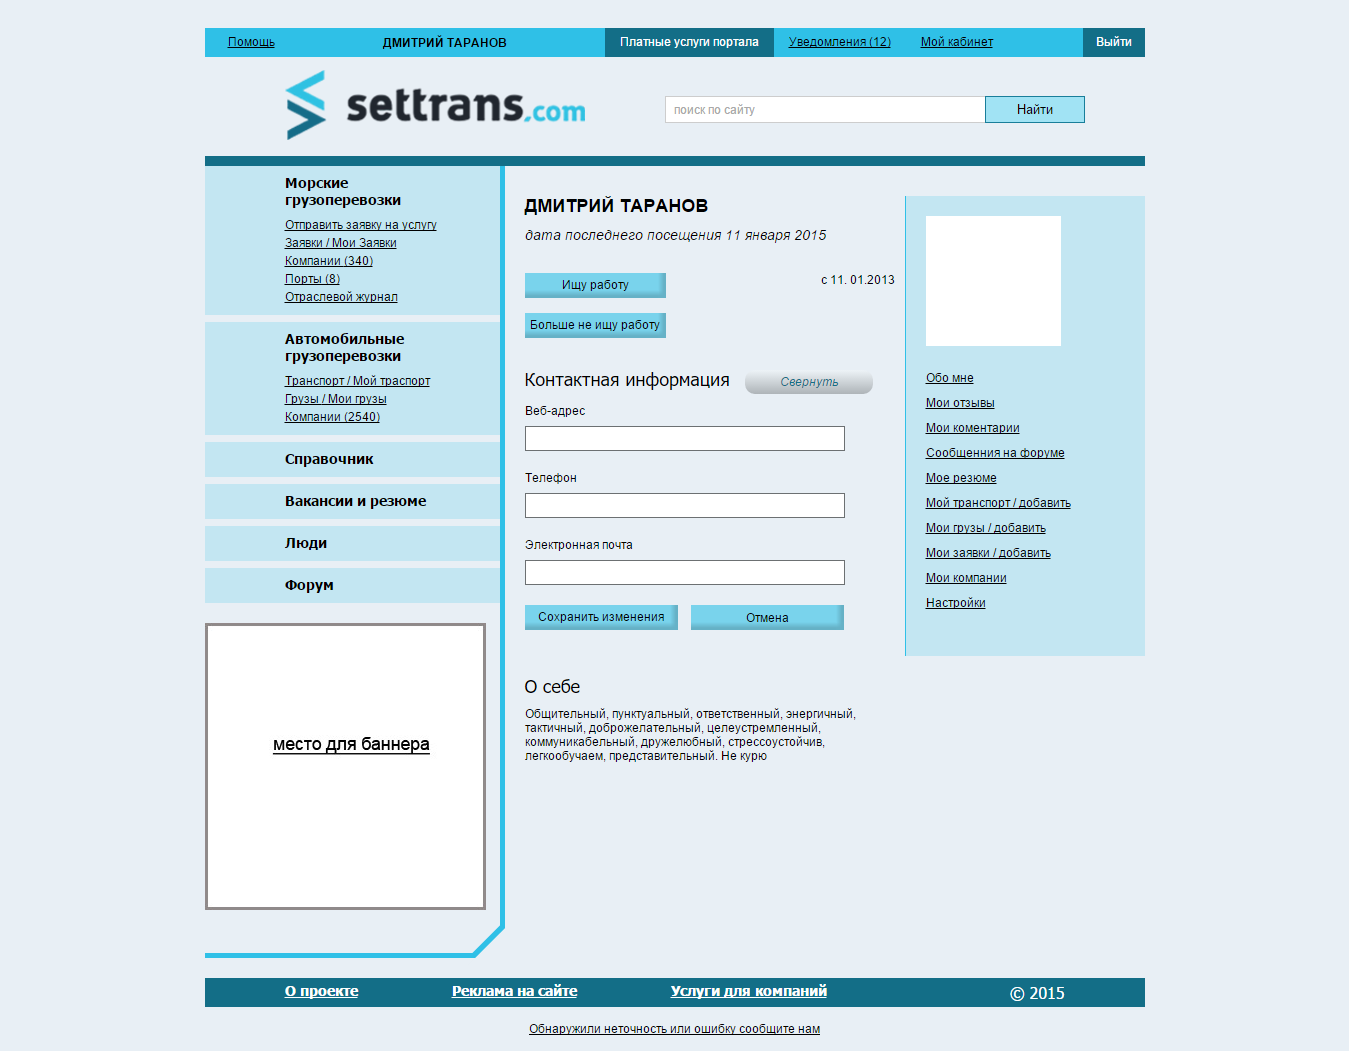 Помощь
ДМИТРИЙ ТАРАНОВ
Платные услуги портала
Уведомления (12)
Мой кабинет
Выйти
settrans.com
поиск по сайту
Найти
Морские
грузоперевозки
Отправить заявку на услугу
Заявки / Мои Заявки
Компании (340)
Порты (8)
Отраслевой журнал
Автомобильные
грузоперевозки
Транспорт / Мой траспорт
Грузы / Мои грузы
Компании (2540)
Справочник
Вакансии и резюме
Люди
Форум
место для баннера
ДМИТРИЙ ТАРАНОВ
дата последнего посещения 11 января 2015
Ищу работу
с 11. 01.2013
Больше не ищу работу
Контактная информация
Свернуть
Веб-адрес
Телефон
Электронная почта
Сохранить изменения
Отмена
О себе
Общительный, пунктуальный, ответственный, энергичный,
тактичный, доброжелательный, целеустремленный,
коммуникабельный, дружелюбный, стрессоустойчив,
легкообучаем, представительный. Не курю
Обо мне
Мои отзывы
Мои коментарии
Сообщенния на форуме
Мое резюме
Мой транспорт / добавить
Мои грузы / добавить
Мои заявки / добавить
Мои компании
Настройки
О проекте
Реклама на сайте
Услуги для компаний
© 2015
Обнаружили неточность или ошибку сообщите нам